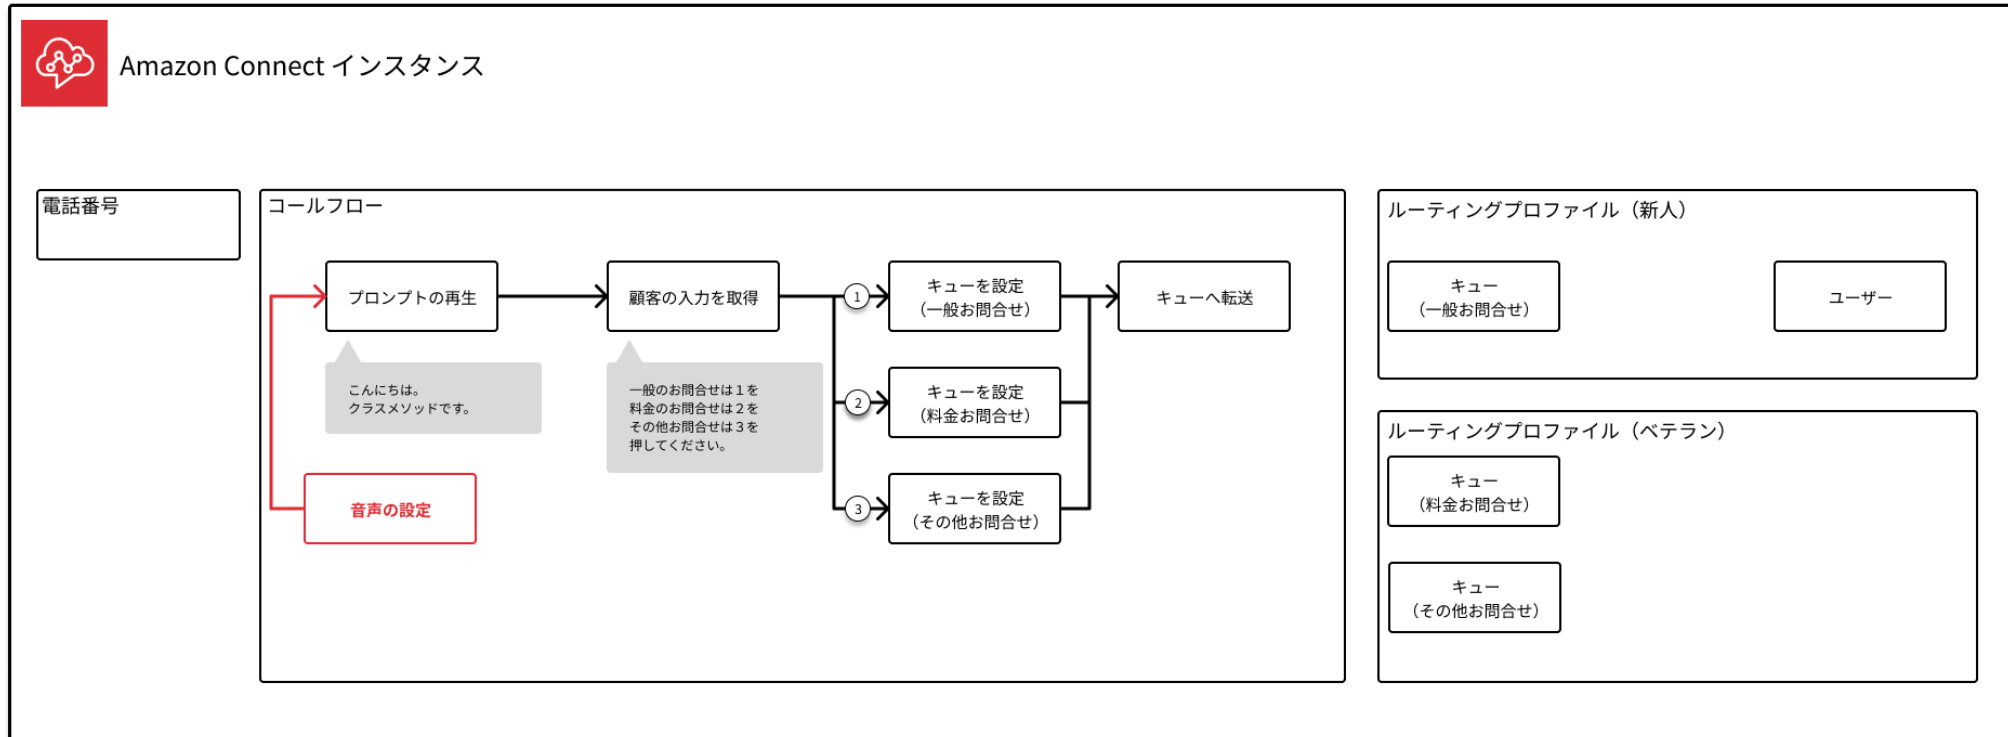 Amazon Connect インスタンス
電話番号
コールフロー
プロンプトの再生
こんにちは。
クラスメソッドです。
音声の設定
顧客の入力を取得
一般のお問合せは１を
料金のお問合せは２を
その他お問合せは３を
押してください。
1
キューを設定
（一般お問合せ）
2
キューを設定
（料金お問合せ）
3
キューを設定
（その他お問合せ）
キューへ転送
ルーティングプロファイル（新人）
キュー
（一般お問合せ）
ユーザー
ルーティングプロファイル（ベテラン）
キュー
（料金お問合せ）
キュー
（その他お問合せ）